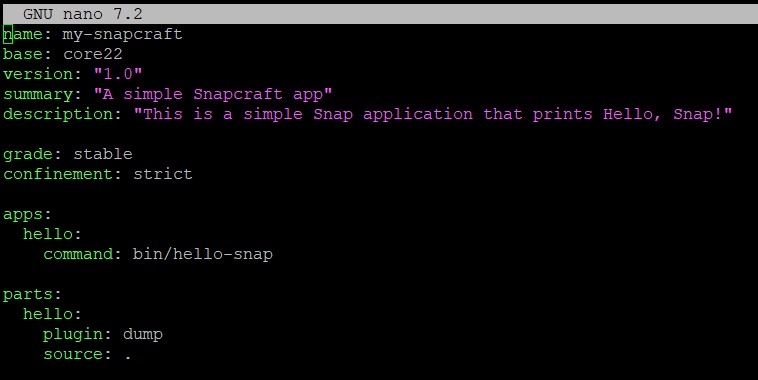 GNU nano 7.2
name: my-snapcraft
base: core22
version: "1.0"
summary: "A simple Snapcraft app"
description: "This is a simple Snap application that prints Hello, Snap!"
grade: stable
confinement: strict
apps:
  hello:
    command: bin/hello-snap
parts:
  hello:
    plugin: dump
    source: .